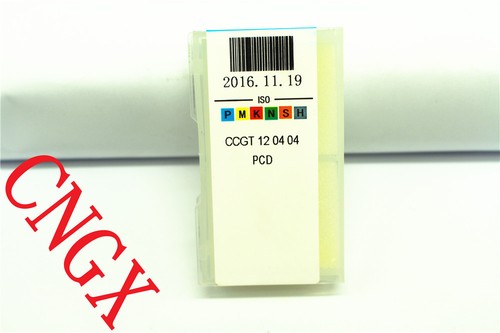 2016.11.19
ISO
P M K N S H
CCGT 12 04 04
PCD
CNGX